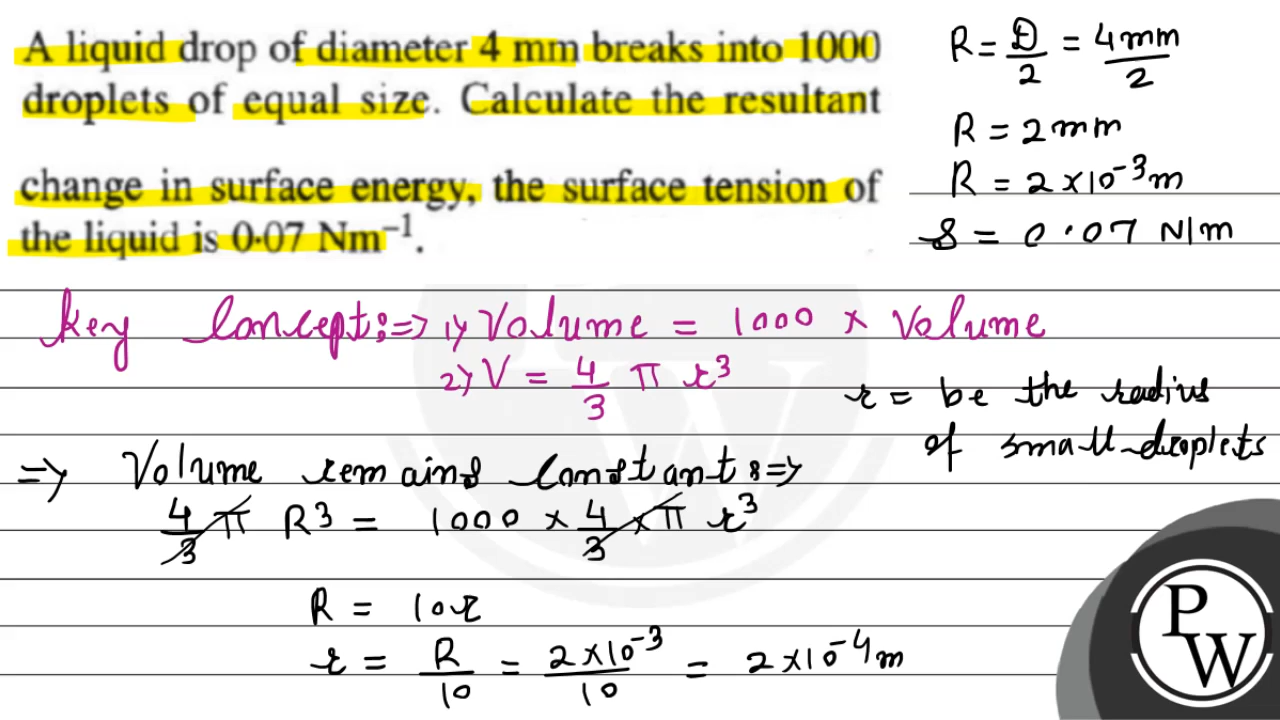 A liquid drop of diameter 4 mm breaks into 1000
droplets of equal size. Calculate the resultant
change in surface energy, the surface tension of
the liquid is 0·07 Nm⁻¹.
R = D/2 = 4mm/2
R = 2mm
R = 2×10⁻³m
S = 0.07 N/m
Key Concept:⇒ 1) Volume = 1000 × Volume
2) V = 4/3 π r³
r = be the radius
of small droplets
⇒ Volume remains constant:⇒
4/3 π R³ = 1000 × 4/3 × π r³
R = 10r
r = R/10 = 2×10⁻³/10 = 2×10⁻⁴m
PW